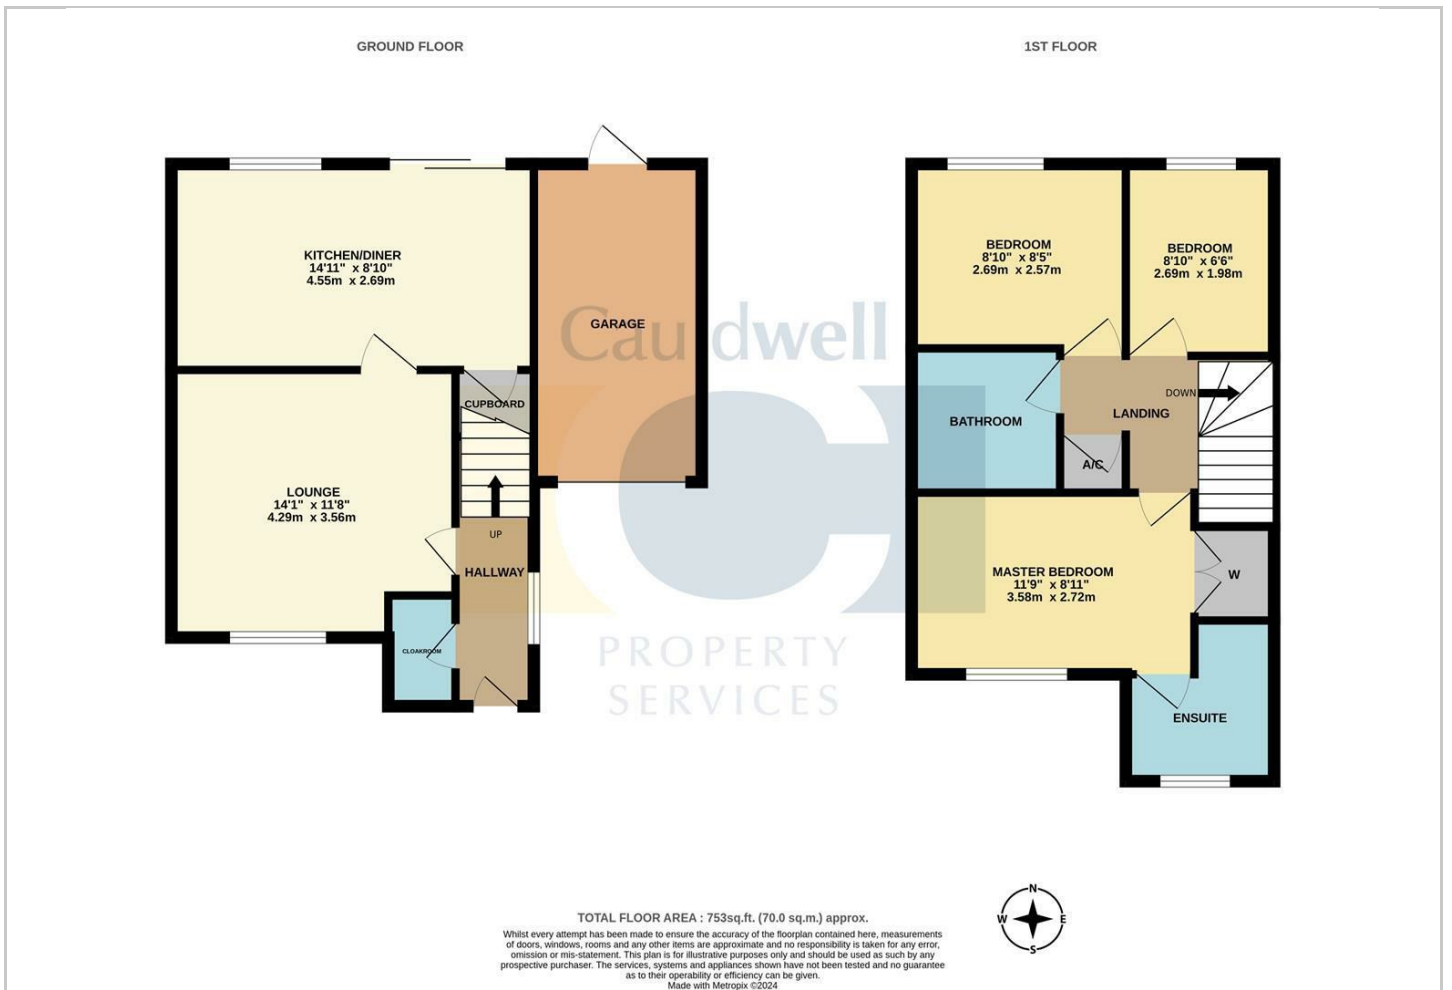 GROUND FLOOR
KITCHEN/DINER
14'11" x 8'10"
4.55m x 2.69m
GARAGE
CUPBOARD
LOUNGE
14'1" x 11'8"
4.29m x 3.56m
UP
HALLWAY
CLOAKROOM
1ST FLOOR
BEDROOM
8'10" x 8'5"
2.69m x 2.57m
BEDROOM
8'10" x 6'6"
2.69m x 1.98m
DOWN
LANDING
BATHROOM
A/C
MASTER BEDROOM
11'9" x 8'11"
3.58m x 2.72m
W
ENSUITE
Cauldwell
PROPERTY
SERVICES
N
W E
S
TOTAL FLOOR AREA : 753sq.ft. (70.0 sq.m.) approx.
Whilst every attempt has been made to ensure the accuracy of the floorplan contained here, measurements
of doors, windows, rooms and any other items are approximate and no responsibility is taken for any error,
omission or mis-statement. This plan is for illustrative purposes only and should be used as such by any
prospective purchaser. The services, systems and appliances shown have not been tested and no guarantee
as to their operability or efficiency can be given.
Made with Metropix ©2024